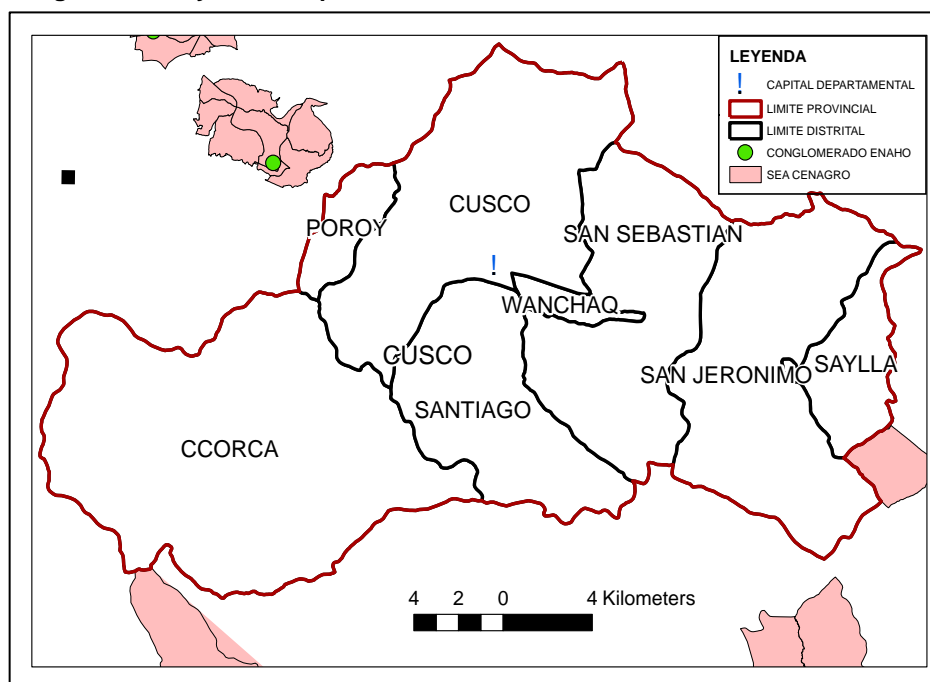 LEYENDA
! CAPITAL DEPARTAMENTAL
LIMITE PROVINCIAL
LIMITE DISTRITAL
CONGLOMERADO ENAHO
SEA CENAGRO
CUSCO
POROY
SAN SEBASTIAN
!
WANCHAQ
CUSCO
SAN JERONIMO
SAYLLA
SANTIAGO
CCORCA
4 2 0 4 Kilometers